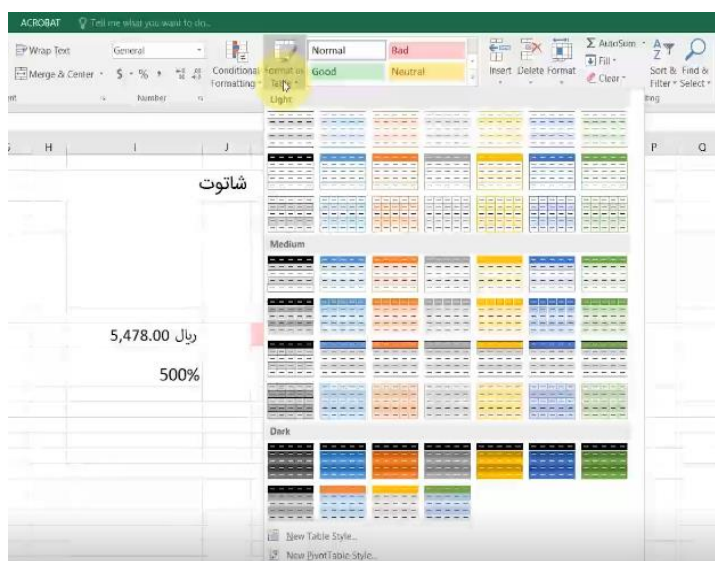 ACROBAT Tell me what you want to do..
Wrap Text General Normal Bad Σ AutoSum
Merge & Center $ % , Conditional Format as Good Neutral Insert Delete Format Fill Sort & Find &
Formatting Table Clear Filter Select
Number
Light
H I J P Q
شاتوت
Medium
ریال 5,478.00
500%
Dark
New Table Style...
New PivotTable Style...